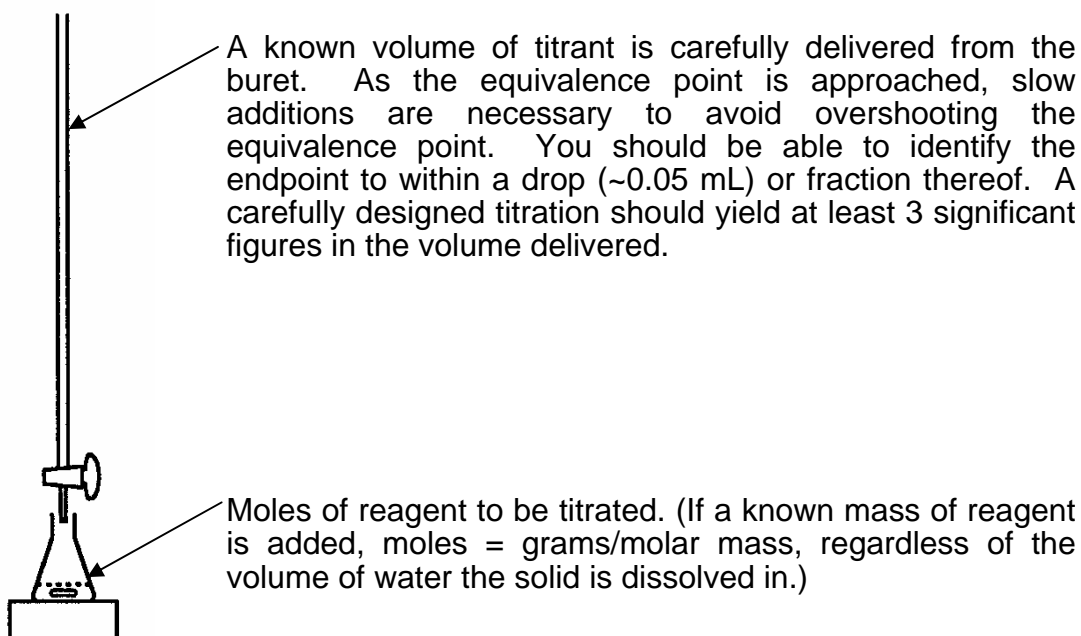 A known volume of titrant is carefully delivered from the
buret. As the equivalence point is approached, slow
additions are necessary to avoid overshooting the
equivalence point. You should be able to identify the
endpoint to within a drop (~0.05 mL) or fraction thereof. A
carefully designed titration should yield at least 3 significant
figures in the volume delivered.
Moles of reagent to be titrated. (If a known mass of reagent
is added, moles = grams/molar mass, regardless of the
volume of water the solid is dissolved in.)